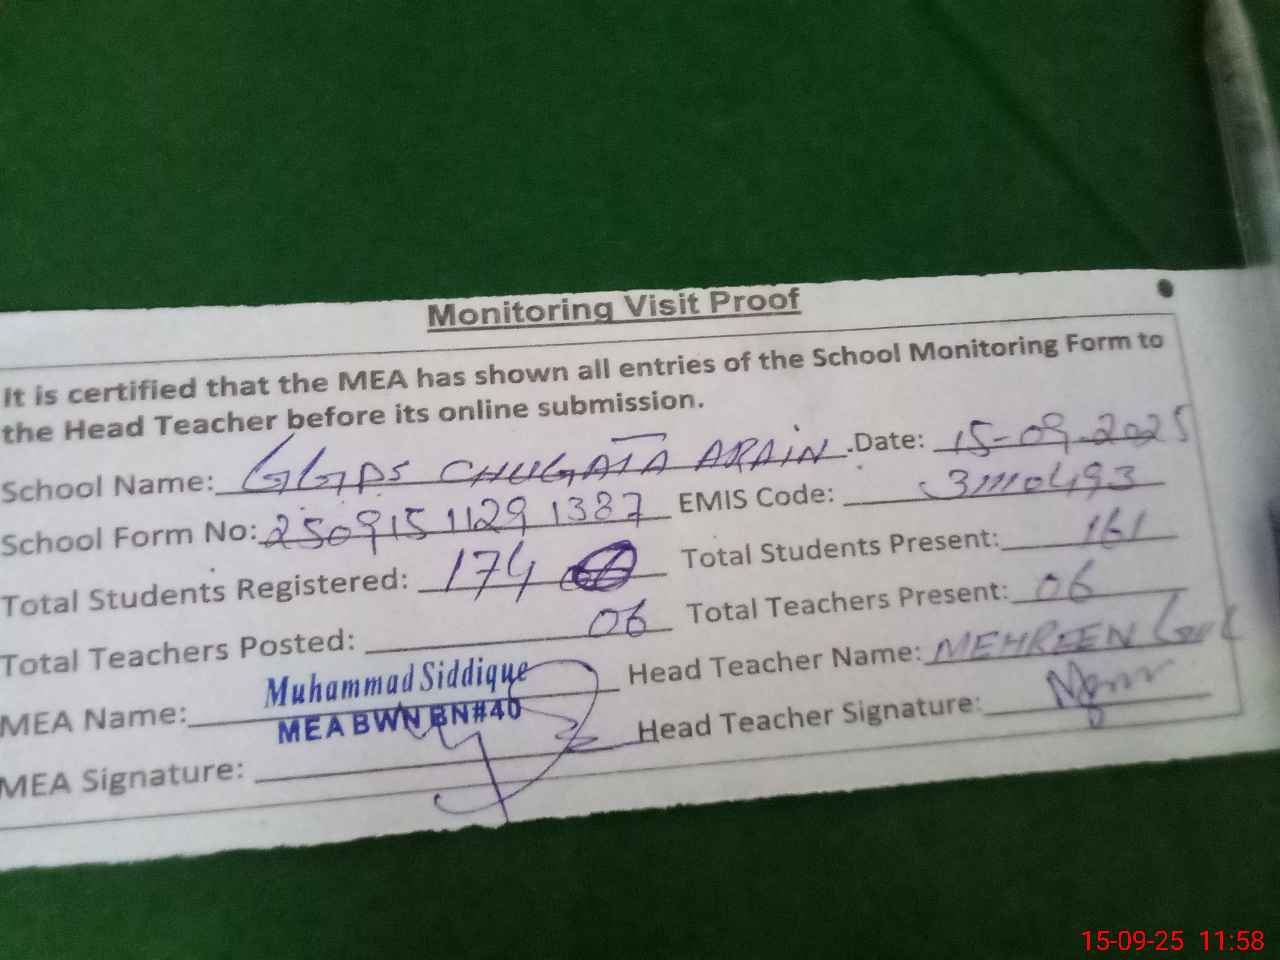 Monitoring Visit Proof
It is certified that the MEA has shown all entries of the School Monitoring Form to
the Head Teacher before its online submission.
School Name: GGPS CHUGATA ARAIN .Date: 15-09-2025
School Form No: 2509151129 1387 EMIS Code: 31110493
Total Students Registered: 174 Total Students Present: 161
Total Teachers Posted: 06 Total Teachers Present: 06
MEA Name: Muhammad Siddique Head Teacher Name: MEHREEN Gul
MEA BWN BN#40
MEA Signature: Head Teacher Signature:
15-09-25 11:58